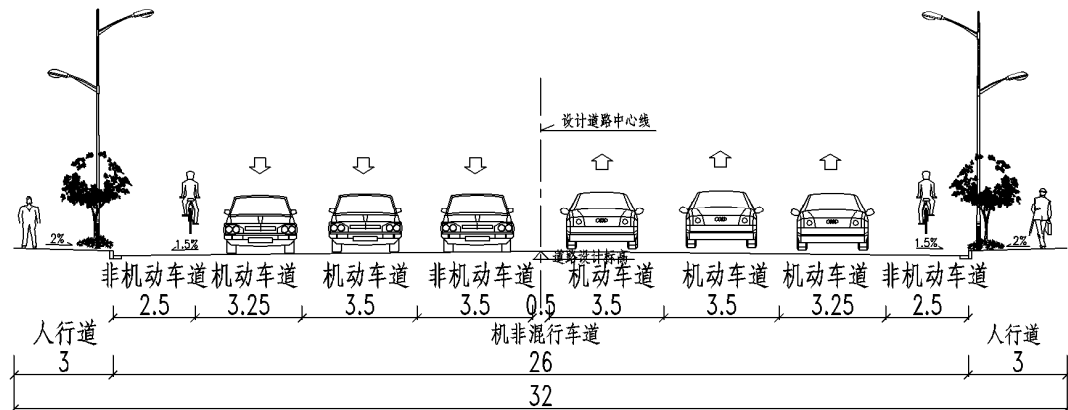 设计道路中心线
2%
1.5%
1.5%
2%
道路设计标高
非机动车道 机动车道 机动车道 非机动车道 机动车道 机动车道 机动车道 非机动车道
2.5 3.25 3.5 3.5 0.5 3.5 3.5 3.25 2.5
人行道 机非混行车道 人行道
3 26 3
32